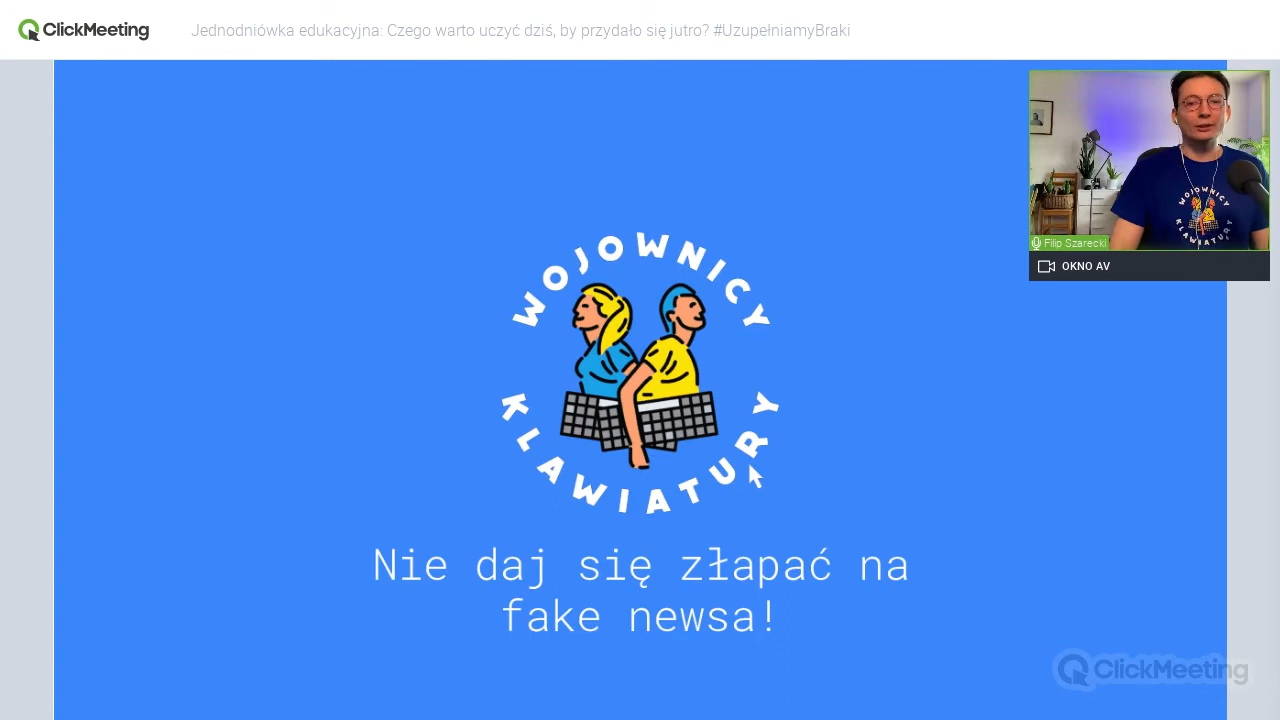 ClickMeeting
Jednodniówka edukacyjna: Czego warto uczyć dziś, by przydało się jutro? #UzupełniamyBraki
WOJOWNICY
KLAWIATURY
Filip Szarecki
OKNO AV
WOJOWNICY
KLAWIATURY
Nie daj się złapać na
fake newsa!
ClickMeeting